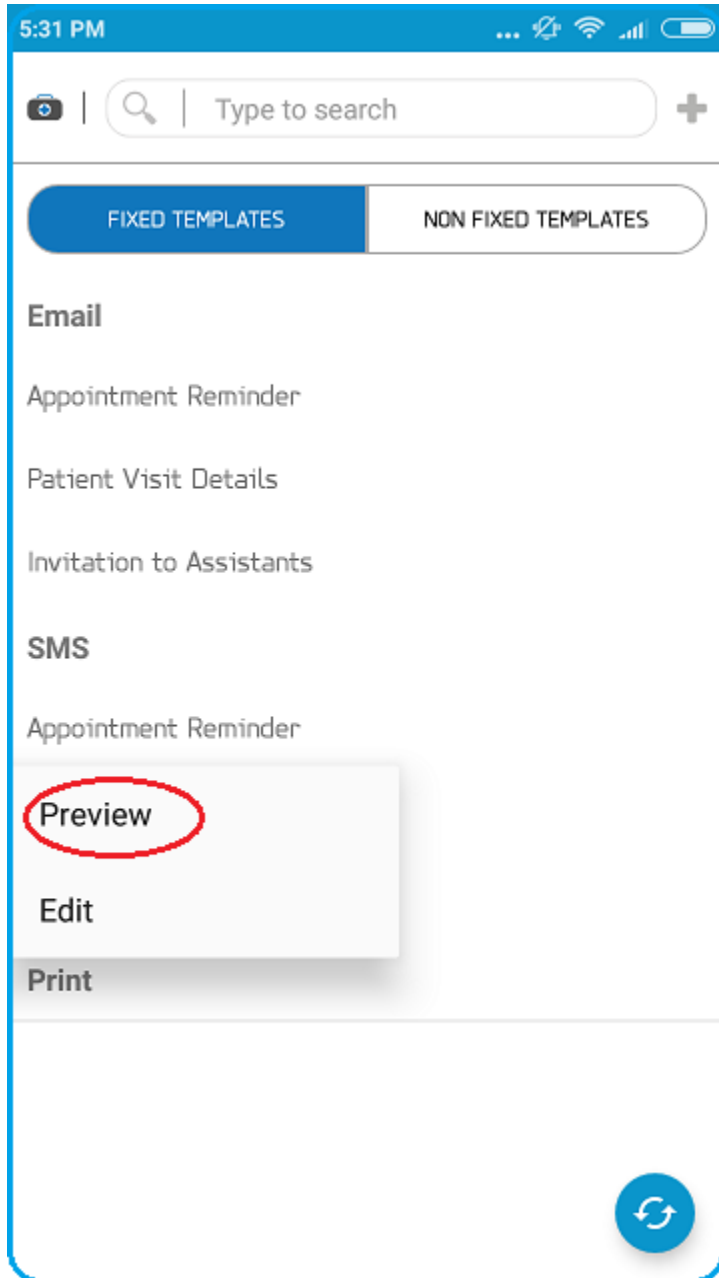 5:31 PM
Type to search
FIXED TEMPLATES NON FIXED TEMPLATES
Email
Appointment Reminder
Patient Visit Details
Invitation to Assistants
SMS
Appointment Reminder
Preview
Edit
Print